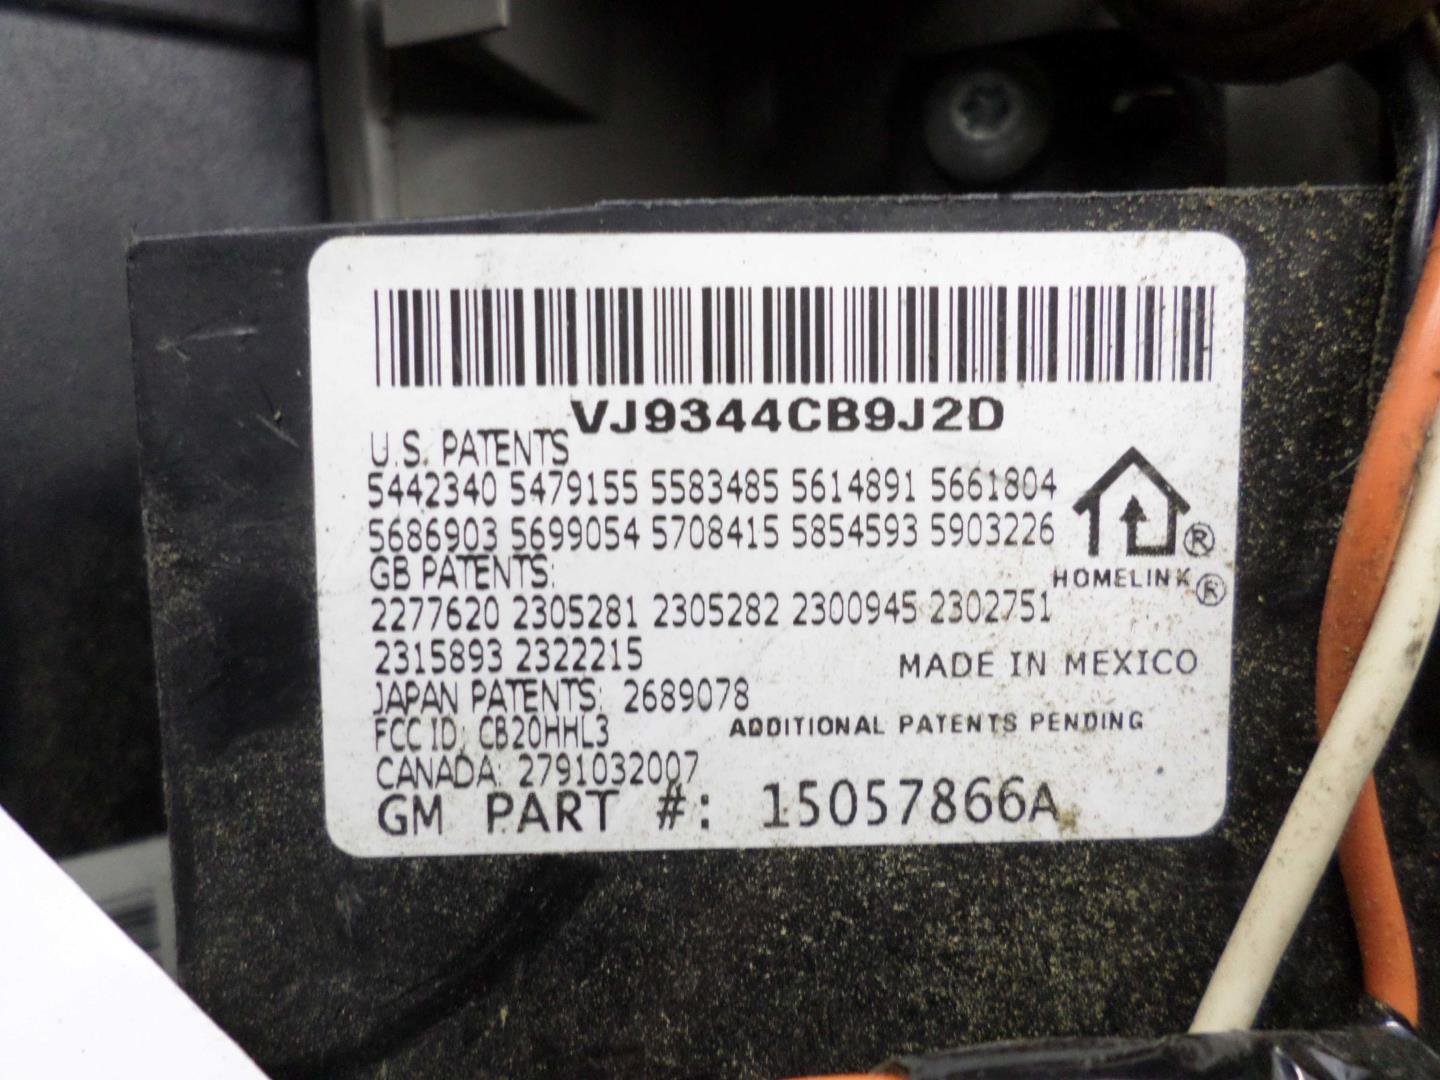 VJ9344CB9J2D
U.S. PATENTS
5442340 5479155 5583485 5614891 5661804
5686903 5699054 5708415 5854593 5903226
®
GB PATENTS:
HOMELINK®
2277620 2305281 2305282 2300945 2302751
2315893 2322215
MADE IN MEXICO
JAPAN PATENTS: 2689078
FCC ID: CB20HHL3
ADDITIONAL PATENTS PENDING
CANADA: 2791032007
GM PART #: 15057866A